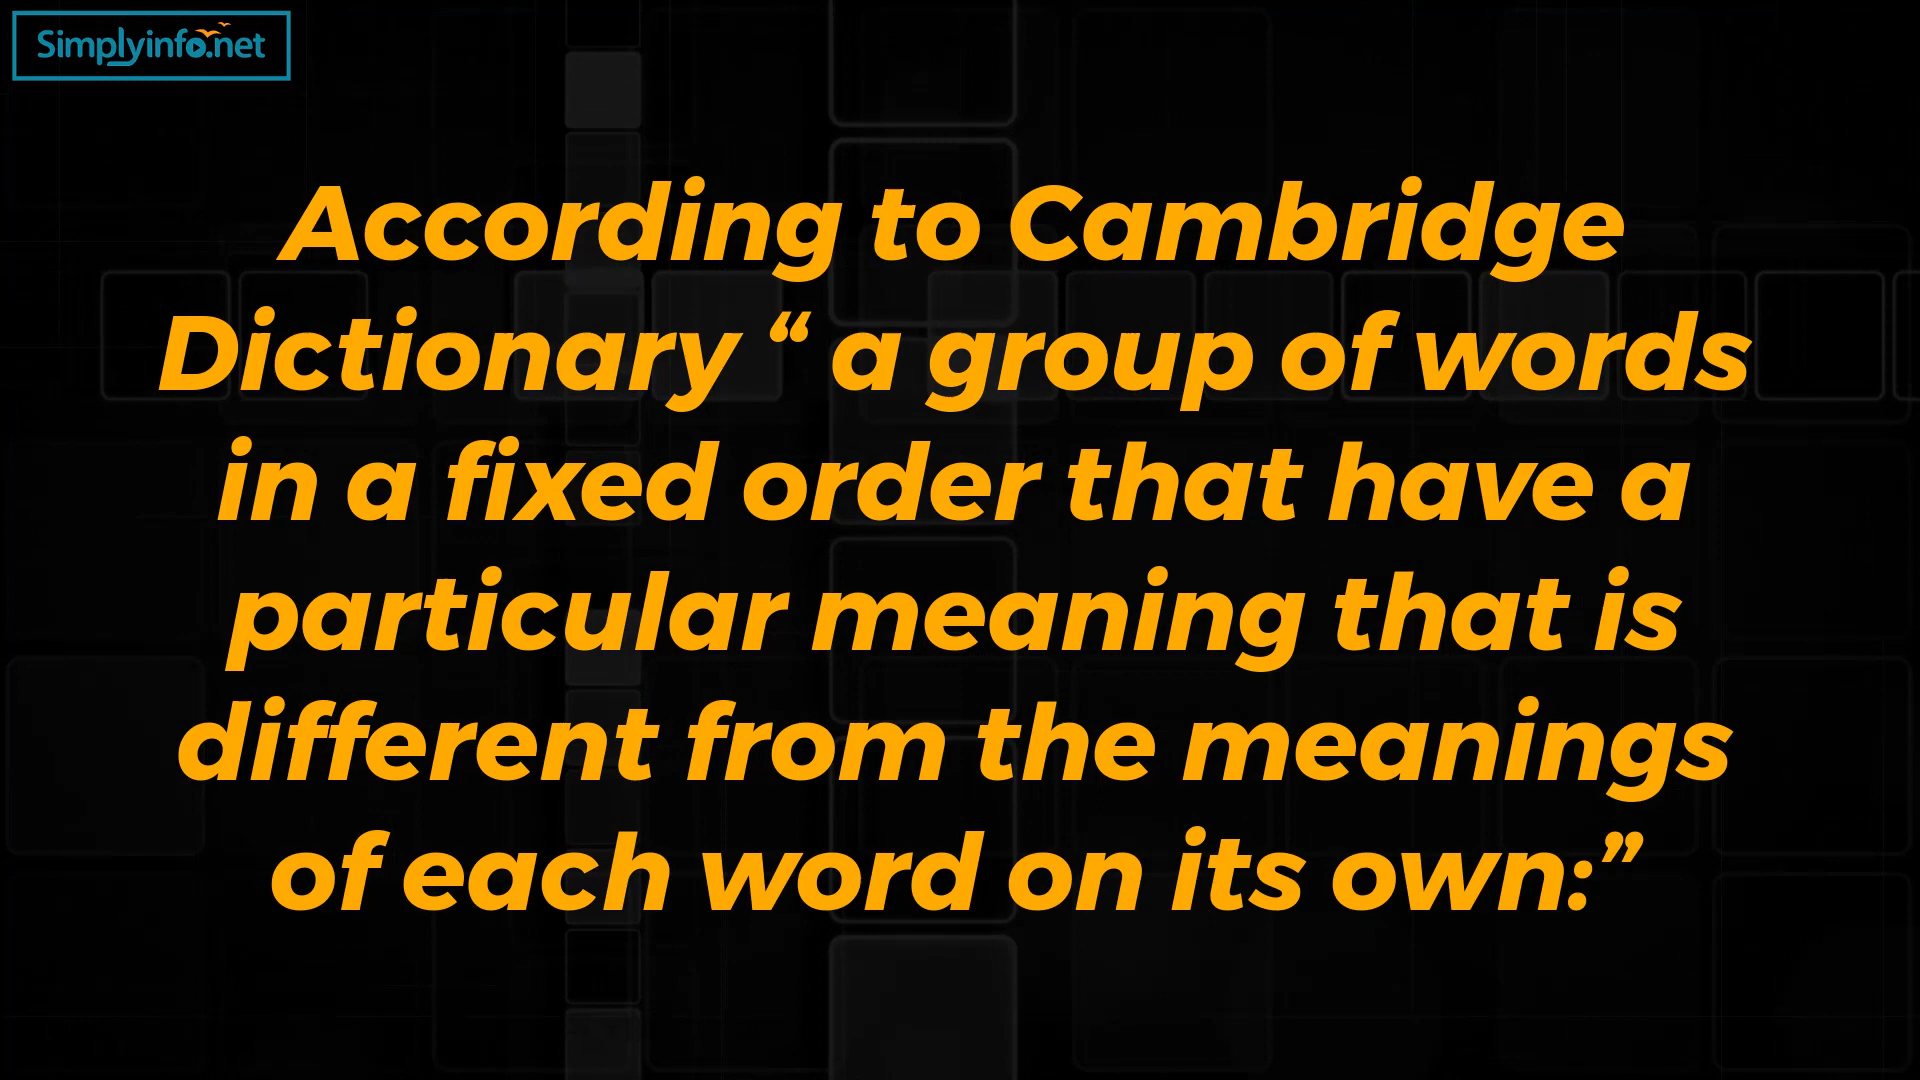 Simplyinfo.net
According to Cambridge
Dictionary “ a group of words
in a fixed order that have a
particular meaning that is
different from the meanings
of each word on its own:”